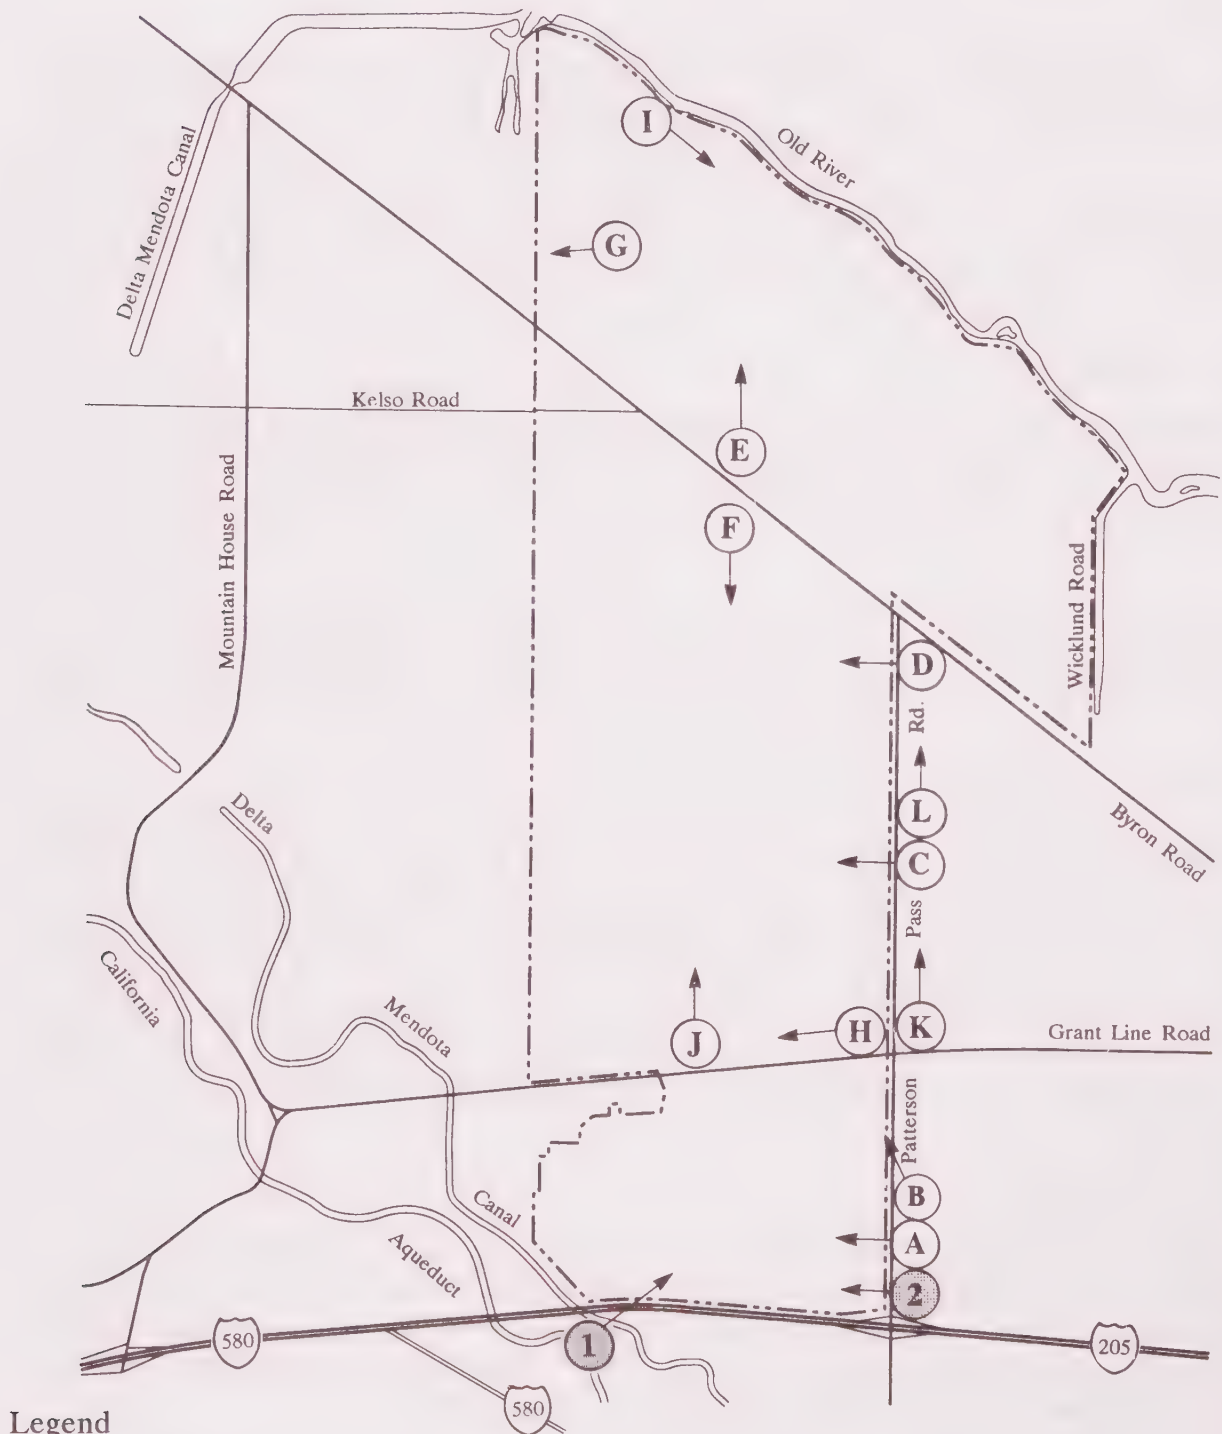 Old River
I
Delta Mendota Canal
G
Kelso Road
E
Mountain House Road
F
Wicklund Road
D
Rd.
L
Byron Road
Delta
C
Pass
California
Mendota
J
H
K
Grant Line Road
Patterson
B
Canal
A
Aqueduct
2
580
1
205
580
Legend